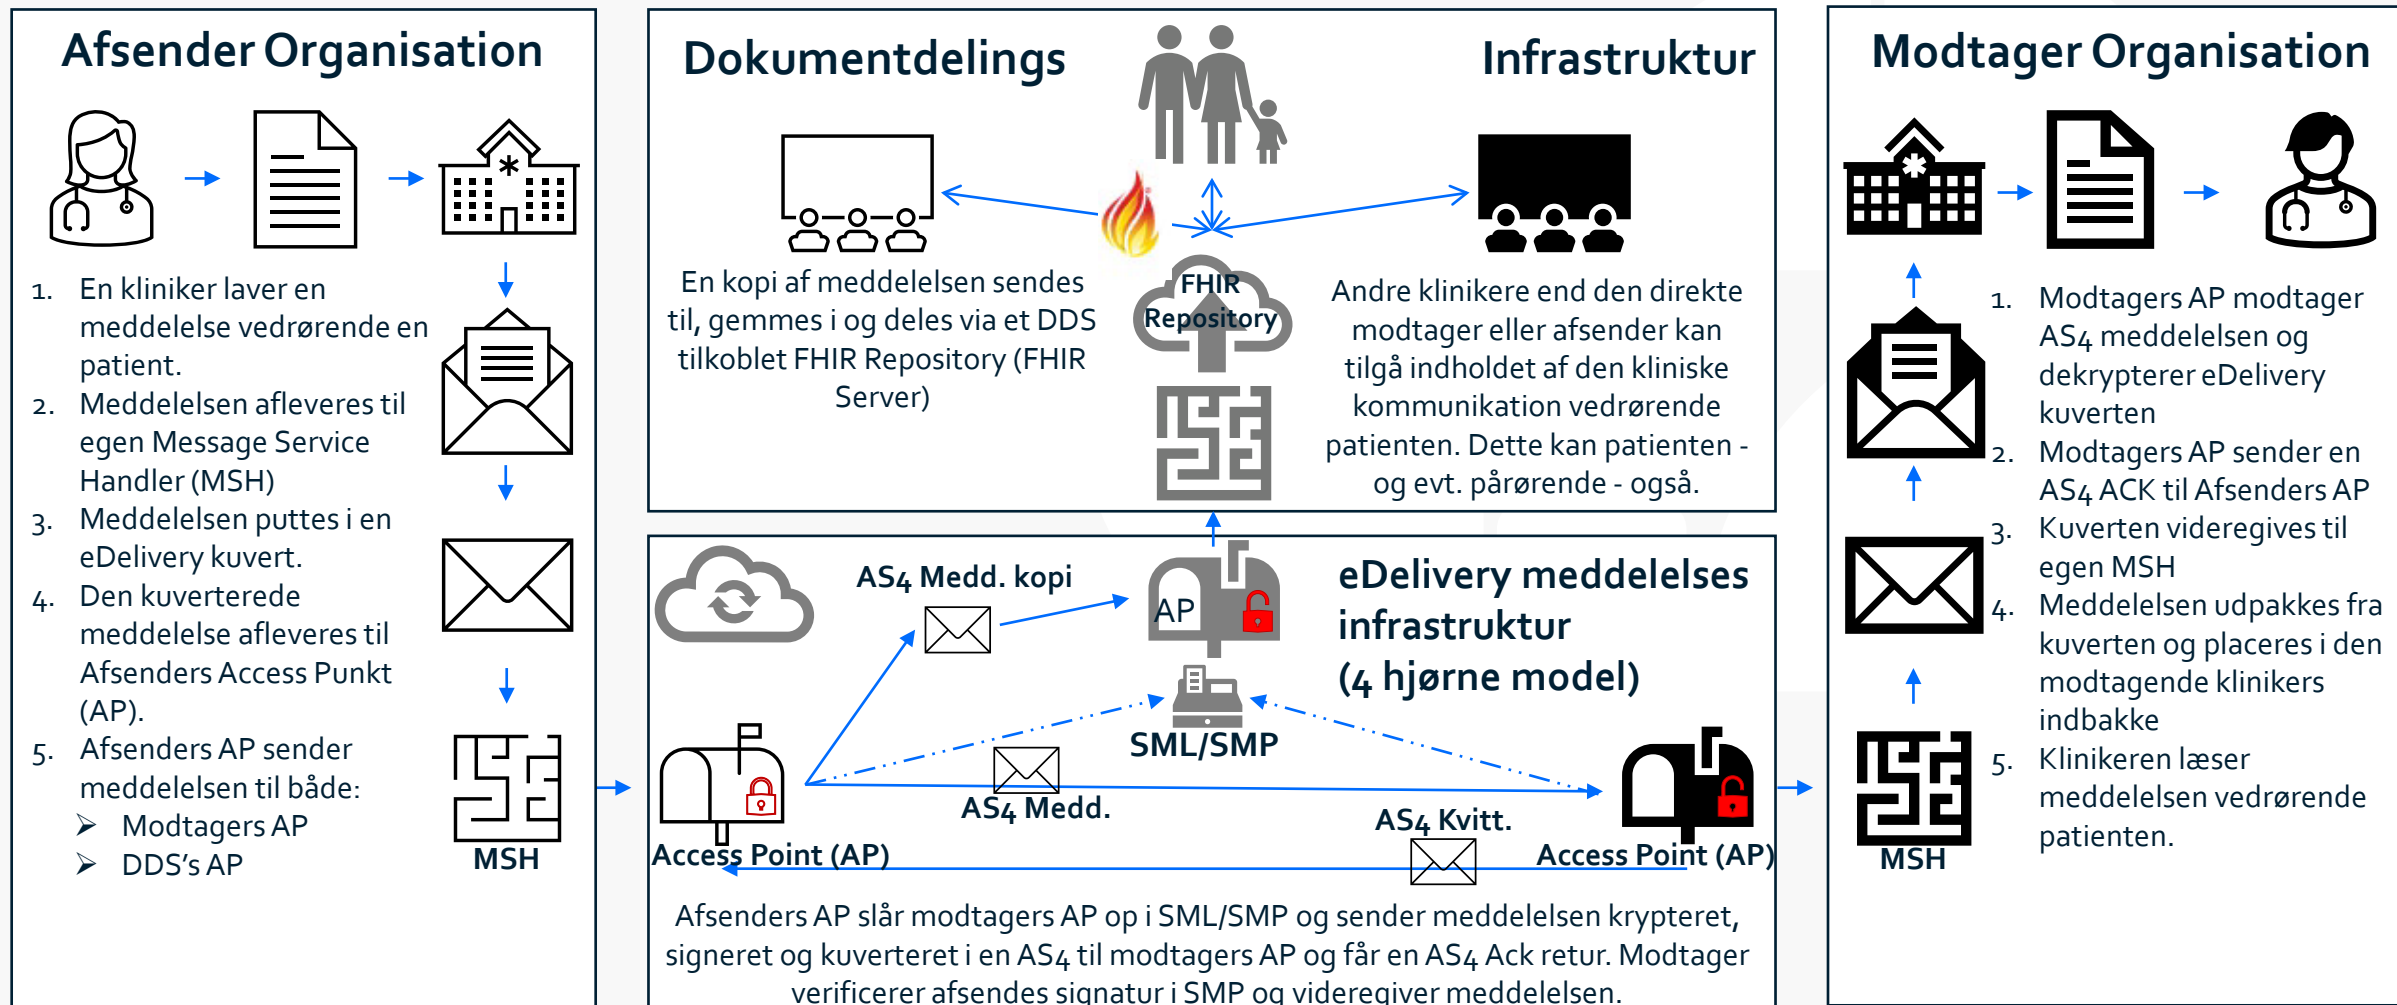 Afsender Organisation
1. En kliniker laver en
meddelelse vedrørende en
patient.
2. Meddelelsen afleveres til
egen Message Service
Handler (MSH)
3. Meddelelsen puttes i en
eDelivery kuvert.
4. Den kuverterede
meddelelse afleveres til
Afsenders Access Punkt
(AP).
5. Afsenders AP sender
meddelelsen til både:
➢ Modtagers AP
➢ DDS's AP
MSH
Dokumentdelings Infrastruktur
En kopi af meddelelsen sendes
til, gemmes i og deles via et DDS
tilkoblet FHIR Repository (FHIR
Server)
FHIR
Repository
Andre klinikere end den direkte
modtager eller afsender kan
tilgå indholdet af den kliniske
kommunikation vedrørende
patienten. Dette kan patienten -
og evt. pårørende - også.
AS4 Medd. kopi
AP
eDelivery meddelelses
infrastruktur
(4 hjørne model)
SML/SMP
AS4 Medd.
AS4 Kvitt.
Access Point (AP)
Access Point (AP)
Afsenders AP slår modtagers AP op i SML/SMP og sender meddelelsen krypteret,
signeret og kuverteret i en AS4 til modtagers AP og får en AS4 Ack retur. Modtager
verificerer afsendes signatur i SMP og videregiver meddelelsen.
Modtager Organisation
1. Modtagers AP modtager
AS4 meddelelsen og
dekrypterer eDelivery
kuverten
2. Modtagers AP sender en
AS4 ACK til Afsenders AP
3. Kuverten videregives til
egen MSH
4. Meddelelsen udpakkes fra
kuverten og placeres i den
modtagende klinikers
indbakke
5. Klinikeren læser
meddelelsen vedrørende
patienten.
MSH